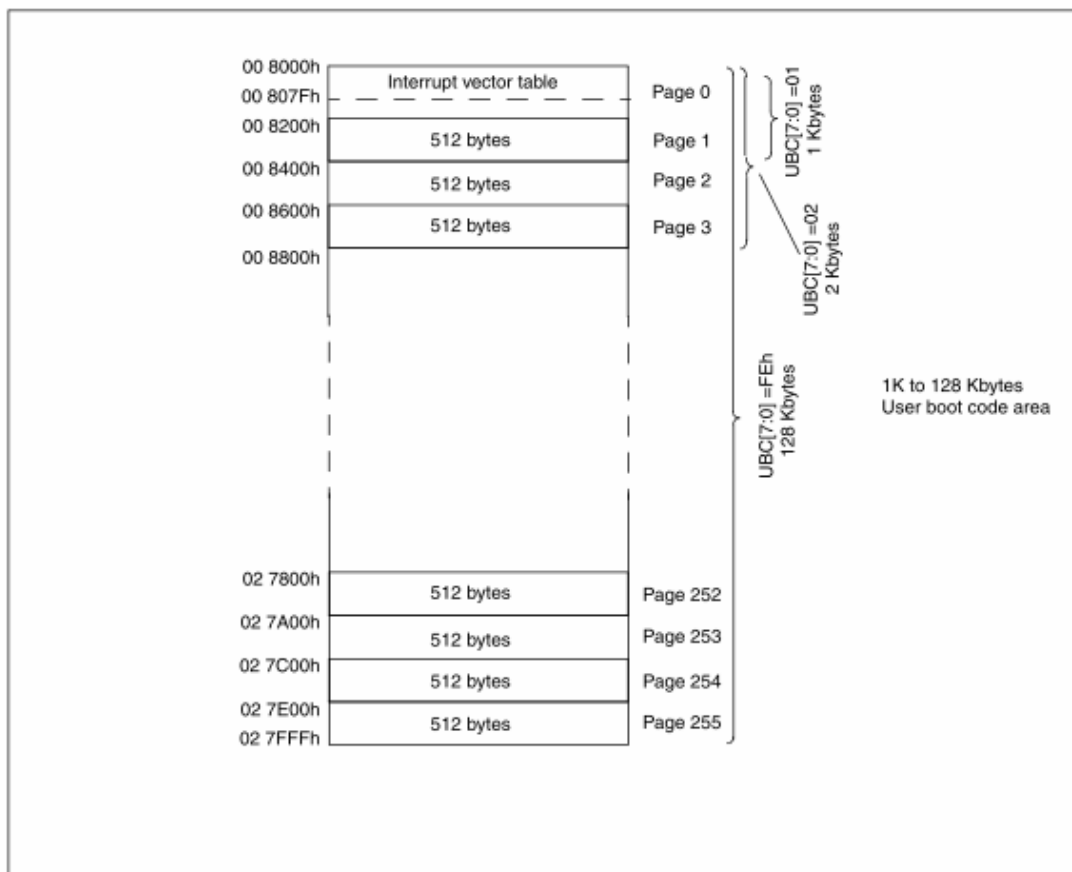 00 8000h
Interrupt vector table
Page 0
00 807Fh
00 8200h
512 bytes
Page 1
00 8400h
512 bytes
Page 2
00 8600h
512 bytes
Page 3
00 8800h
UBC[7:0] =01
1 Kbytes
UBC[7:0] =02
2 Kbytes
UBC[7:0] =FEh
128 Kbytes
1K to 128 Kbytes
User boot code area
02 7800h
512 bytes
Page 252
02 7A00h
512 bytes
Page 253
02 7C00h
512 bytes
Page 254
02 7E00h
512 bytes
Page 255
02 7FFFh